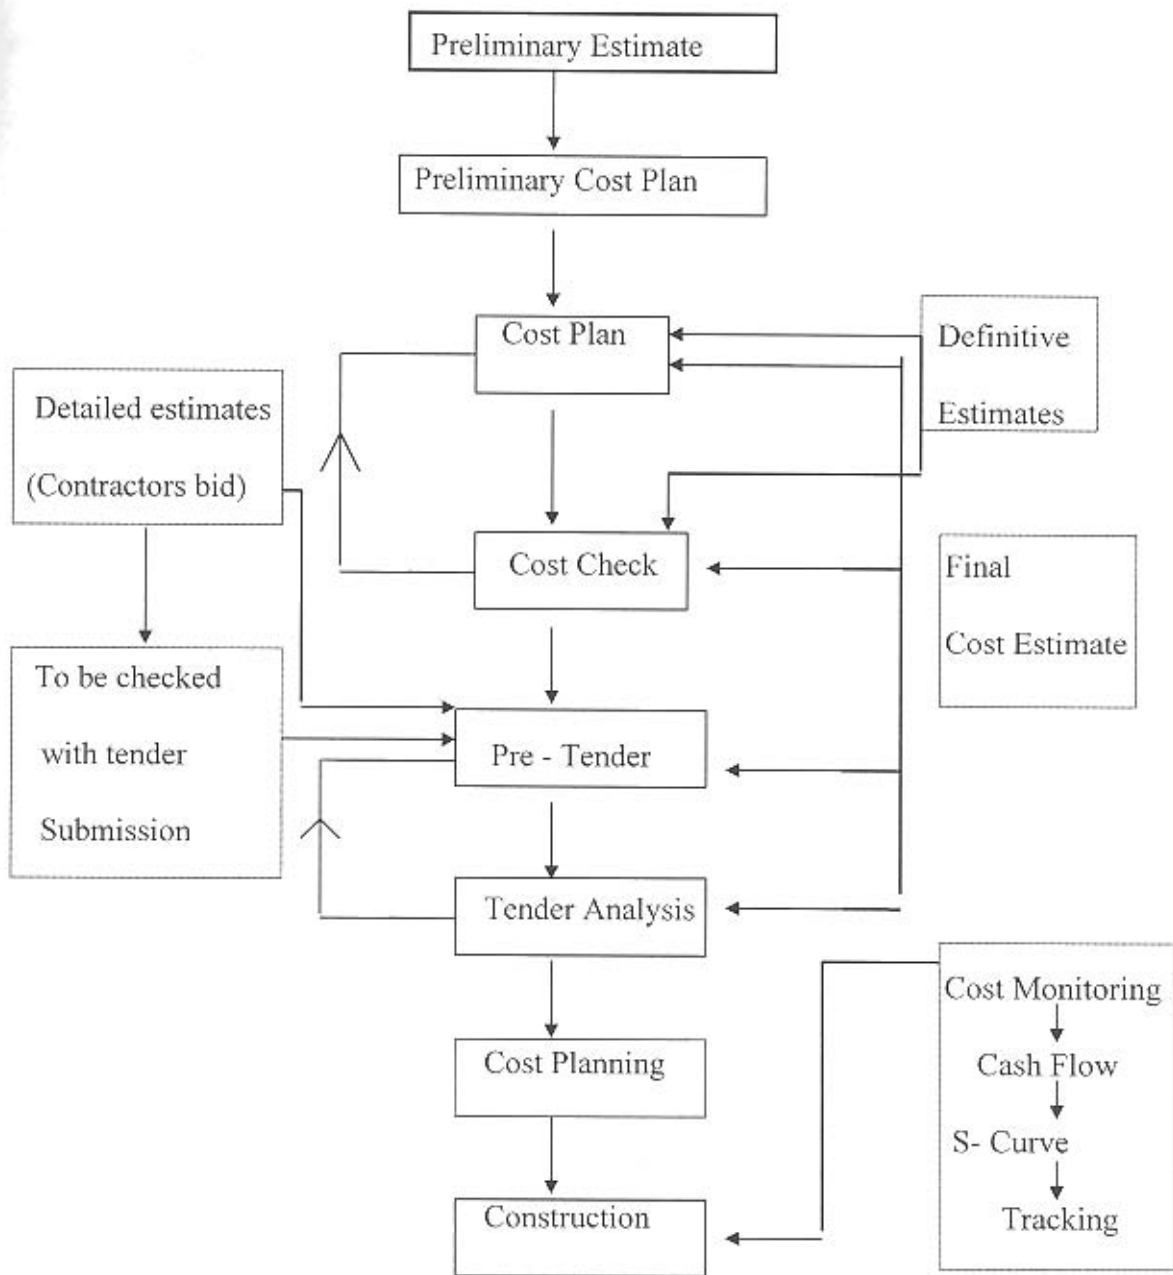 Preliminary Estimate
Preliminary Cost Plan
Cost Plan
Definitive
Estimates
Detailed estimates
(Contractors bid)
Cost Check
Final
Cost Estimate
To be checked
with tender
Submission
Pre - Tender
Tender Analysis
Cost Monitoring
Cash Flow
S- Curve
Tracking
Cost Planning
Construction